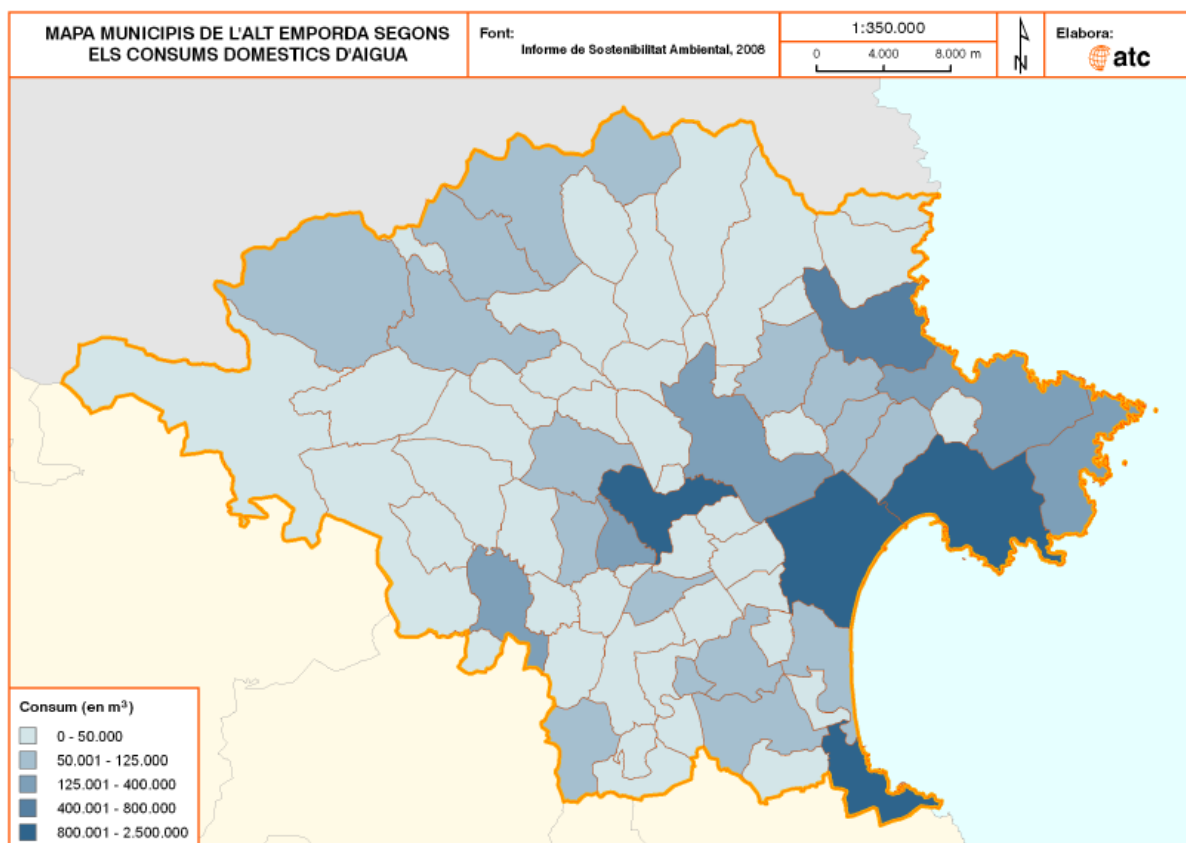 MAPA MUNICIPIS DE L'ALT EMPORDA SEGONS
ELS CONSUMS DOMESTICS D'AIGUA
Font:
Informe de Sostenibilitat Ambiental, 2008
1:350.000
0 4.000 8.000 m
N
Elabora:
atc
Consum (en m³)
0 - 50.000
50.001 - 125.000
125.001 - 400.000
400.001 - 800.000
800.001 - 2.500.000